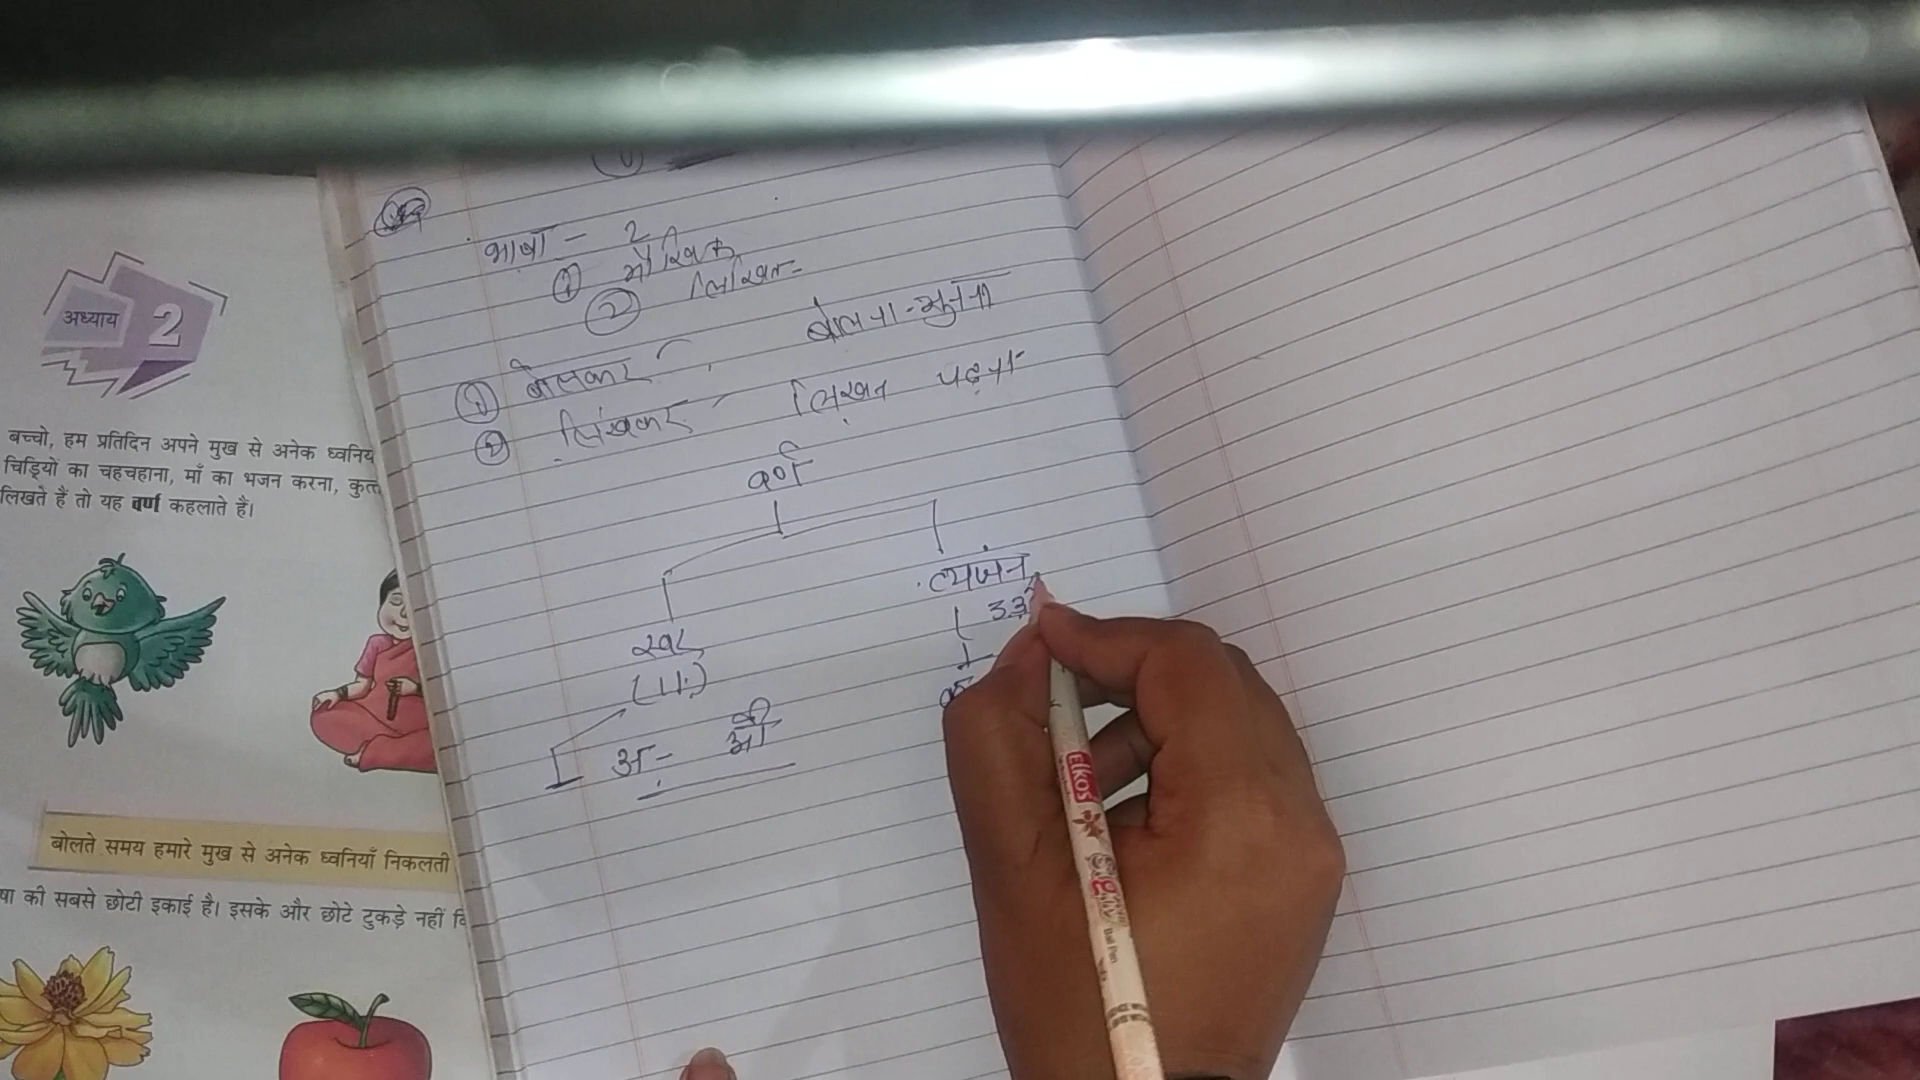 अध्याय 2
बच्चो, हम प्रतिदिन अपने मुख से अनेक ध्वनिय
चिड़ियों का चहचहाना, माँ का भजन करना, कुत्त
लिखते हैं तो यह वर्ण कहलाते हैं।
बोलते समय हमारे मुख से अनेक ध्वनियाँ निकलती
षा की सबसे छोटी इकाई है। इसके और छोटे टुकड़े नहीं
भाषा - 2
① मौखिक
② लिखित -
① बोलकर बोलना - सुनना
② लिखकर लिखन पढ़ना
वर्ण
व्यंजन
33
स्वर
(11)
अ - औ
Elkos
Ball Pen